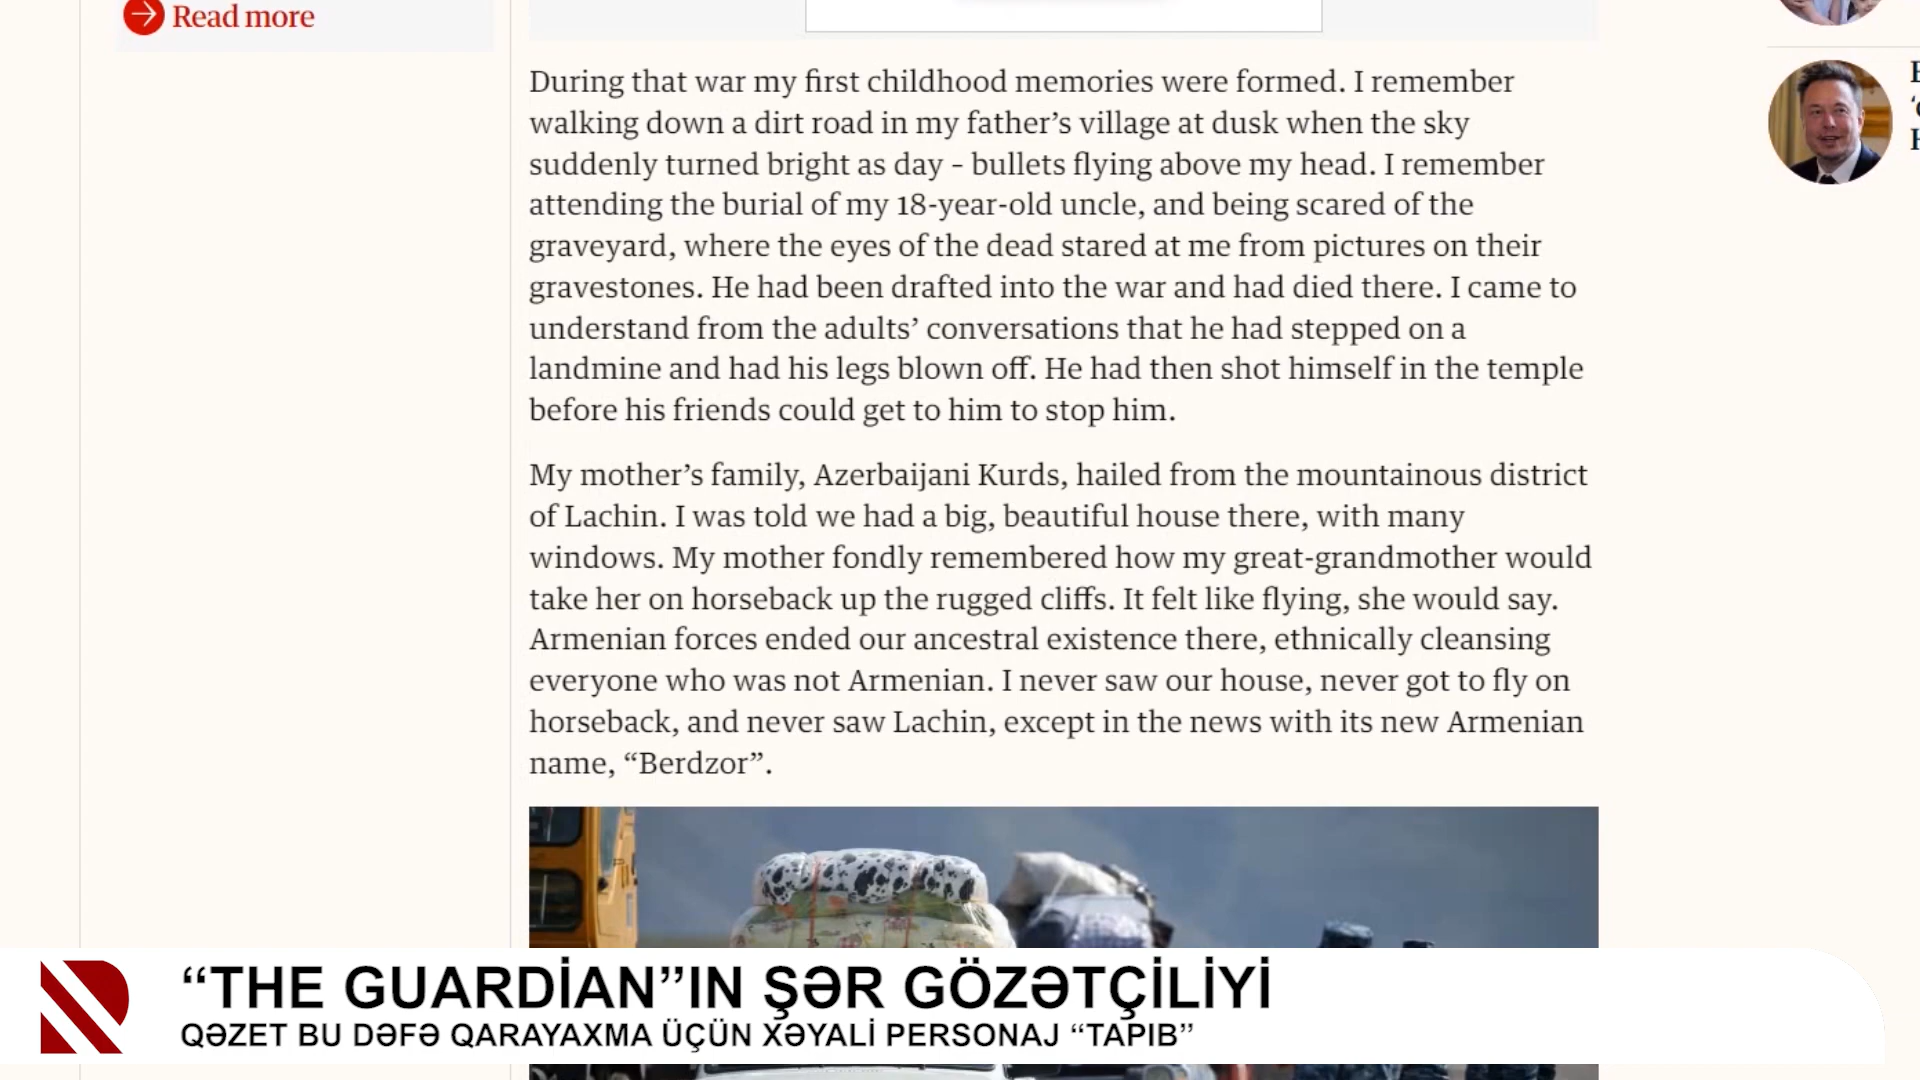 Read more
During that war my first childhood memories were formed. I remember
walking down a dirt road in my father’s village at dusk when the sky
suddenly turned bright as day – bullets flying above my head. I remember
attending the burial of my 18-year-old uncle, and being scared of the
graveyard, where the eyes of the dead stared at me from pictures on their
gravestones. He had been drafted into the war and had died there. I came to
understand from the adults’ conversations that he had stepped on a
landmine and had his legs blown off. He had then shot himself in the temple
before his friends could get to him to stop him.
My mother’s family, Azerbaijani Kurds, hailed from the mountainous district
of Lachin. I was told we had a big, beautiful house there, with many
windows. My mother fondly remembered how my great-grandmother would
take her on horseback up the rugged cliffs. It felt like flying, she would say.
Armenian forces ended our ancestral existence there, ethnically cleansing
everyone who was not Armenian. I never saw our house, never got to fly on
horseback, and never saw Lachin, except in the news with its new Armenian
name, “Berdzor”.
“THE GUARDİAN”IN ŞƏR GÖZƏTÇİLİYİ
QƏZET BU DƏFƏ QARAYAXMA ÜÇÜN XƏYALİ PERSONAJ “TAPIB”